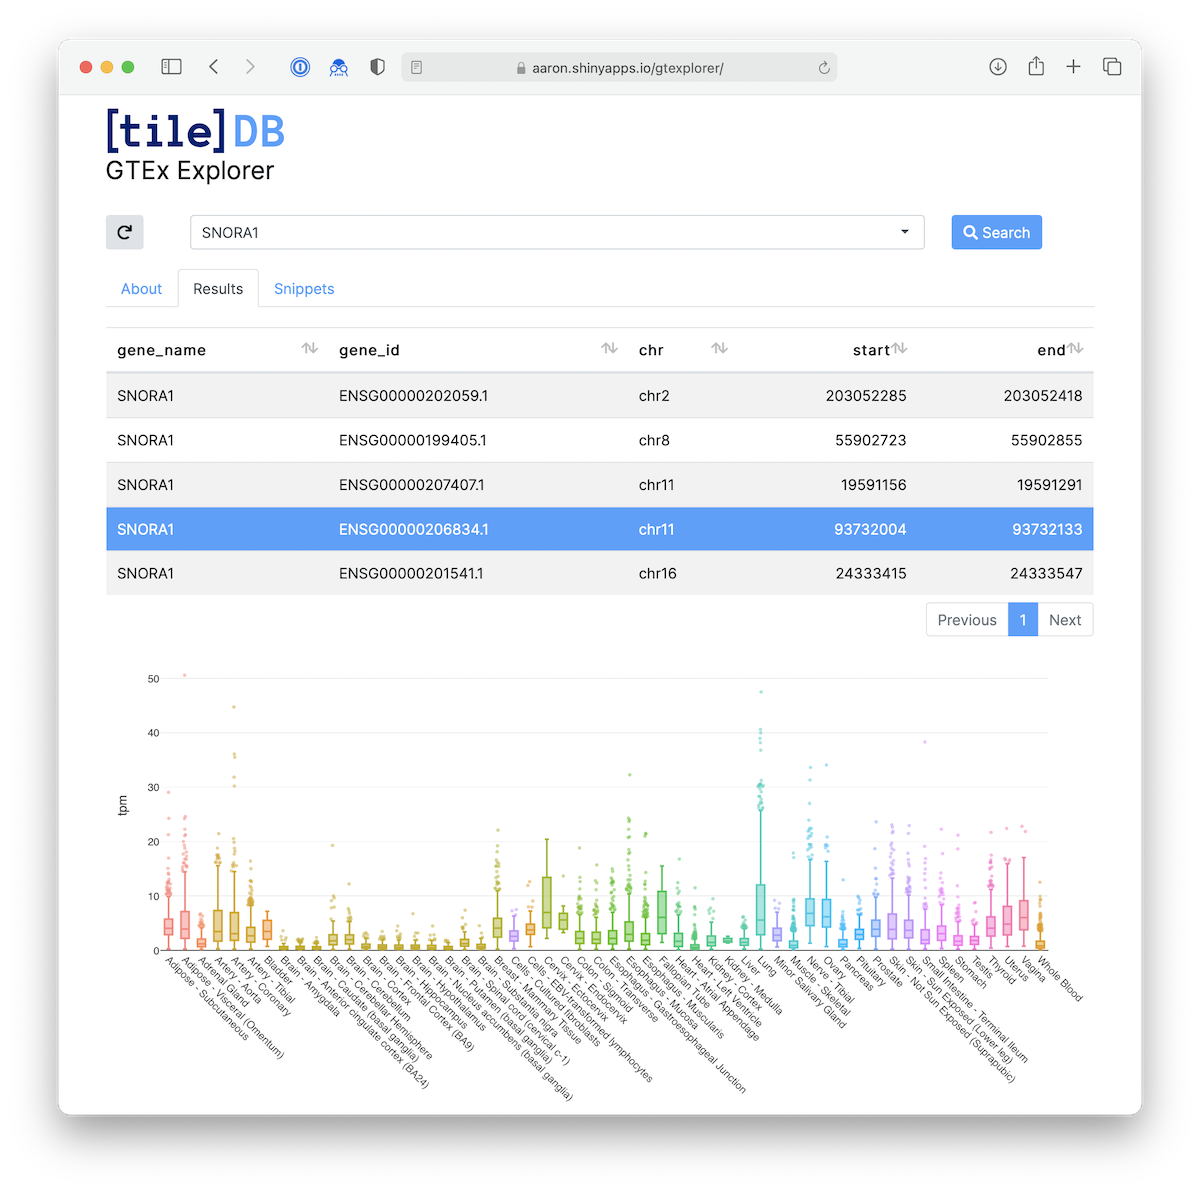 aaron.shinyapps.io/gtexplorer/
[tile]DB
GTEx Explorer
SNORA1
Search
About Results Snippets
gene_name gene_id chr start end
SNORA1 ENSG00000202059.1 chr2 203052285 203052418
SNORA1 ENSG00000199405.1 chr8 55902723 55902855
SNORA1 ENSG00000207407.1 chr11 19591156 19591291
SNORA1 ENSG00000206834.1 chr11 93732004 93732133
SNORA1 ENSG00000201541.1 chr16 24333415 24333547
Previous 1 Next
50
40
30
20
10
0
tpm
Adipose - Subcutaneous
Adipose - Visceral (Omentum)
Adrenal Gland
Artery - Aorta
Artery - Coronary
Artery - Tibial
Bladder
Brain - Amygdala
Brain - Anterior cingulate cortex (BA24)
Brain - Caudate (basal ganglia)
Brain - Cerebellar Hemisphere
Brain - Cerebellum
Brain - Cortex
Brain - Frontal Cortex (BA9)
Brain - Hippocampus
Brain - Hypothalamus
Brain - Nucleus accumbens (basal ganglia)
Brain - Putamen (basal ganglia)
Brain - Spinal cord (cervical c-1)
Brain - Substantia nigra
Breast - Mammary Tissue
Cells - Cultured fibroblasts
Cells - EBV-transformed lymphocytes
Cervix - Ectocervix
Cervix - Endocervix
Colon - Sigmoid
Colon - Transverse
Esophagus - Gastroesophageal Junction
Esophagus - Mucosa
Esophagus - Muscularis
Fallopian Tube
Heart - Atrial Appendage
Heart - Left Ventricle
Kidney - Cortex
Kidney - Medulla
Liver
Lung
Minor Salivary Gland
Muscle - Skeletal
Nerve - Tibial
Ovary
Pancreas
Pituitary
Prostate
Skin - Not Sun Exposed (Suprapubic)
Skin - Sun Exposed (Lower leg)
Small Intestine - Terminal Ileum
Spleen
Stomach
Testis
Thyroid
Uterus
Vagina
Whole Blood